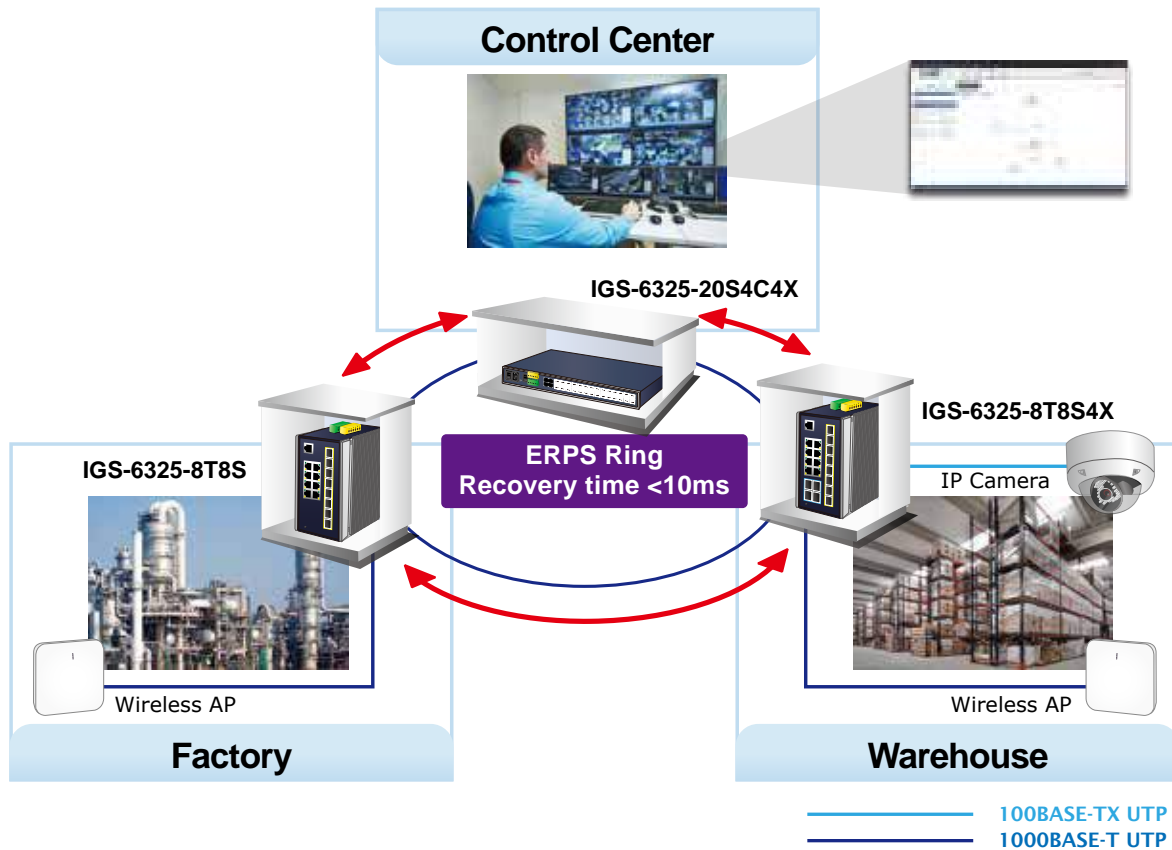 Control Center
IGS-6325-20S4C4X
IGS-6325-8T8S4X
ERPS Ring
Recovery time <10ms
IGS-6325-8T8S
IP Camera
Wireless AP
Wireless AP
Factory
Warehouse
100BASE-TX UTP
1000BASE-T UTP